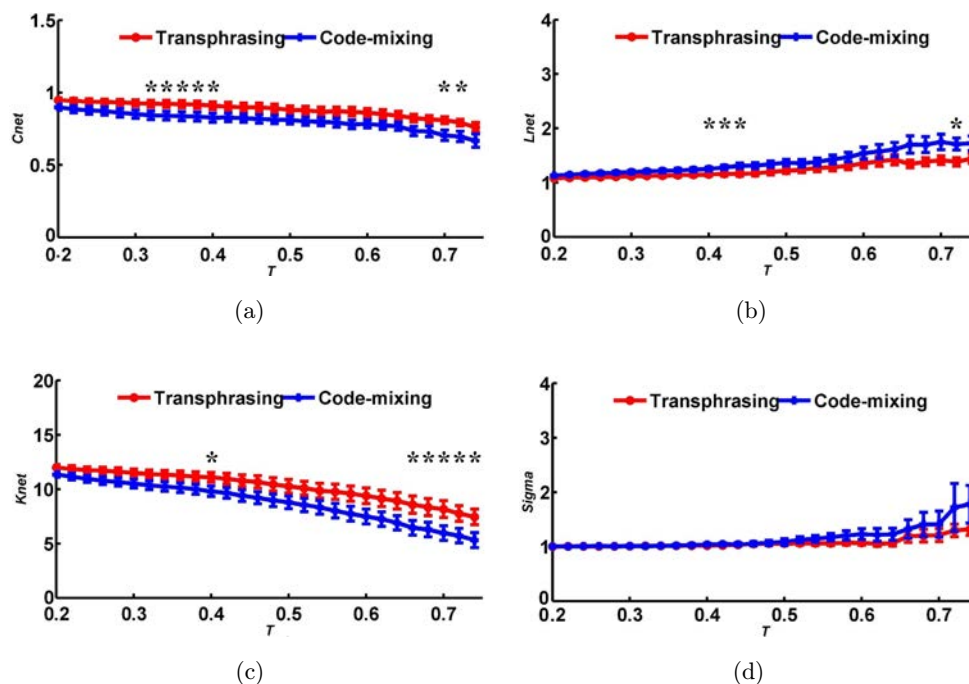 1.5
Transphrasing Code-mixing
*****
**
1
Cnet
0.5
0
0.2 0.3 0.4 0.5 0.6 0.7
T
(a)
4
Transphrasing Code-mixing
3
***
*
Lnet
2
1
0
0.2 0.3 0.4 0.5 0.6 0.7
T
(b)
20
Transphrasing Code-mixing
15
*
*****
Knet
10
5
0
0.2 0.3 0.4 0.5 0.6 0.7
T
(c)
4
Transphrasing Code-mixing
3
Sigma
2
1
0
0.2 0.3 0.4 0.5 0.6 0.7
T
(d)